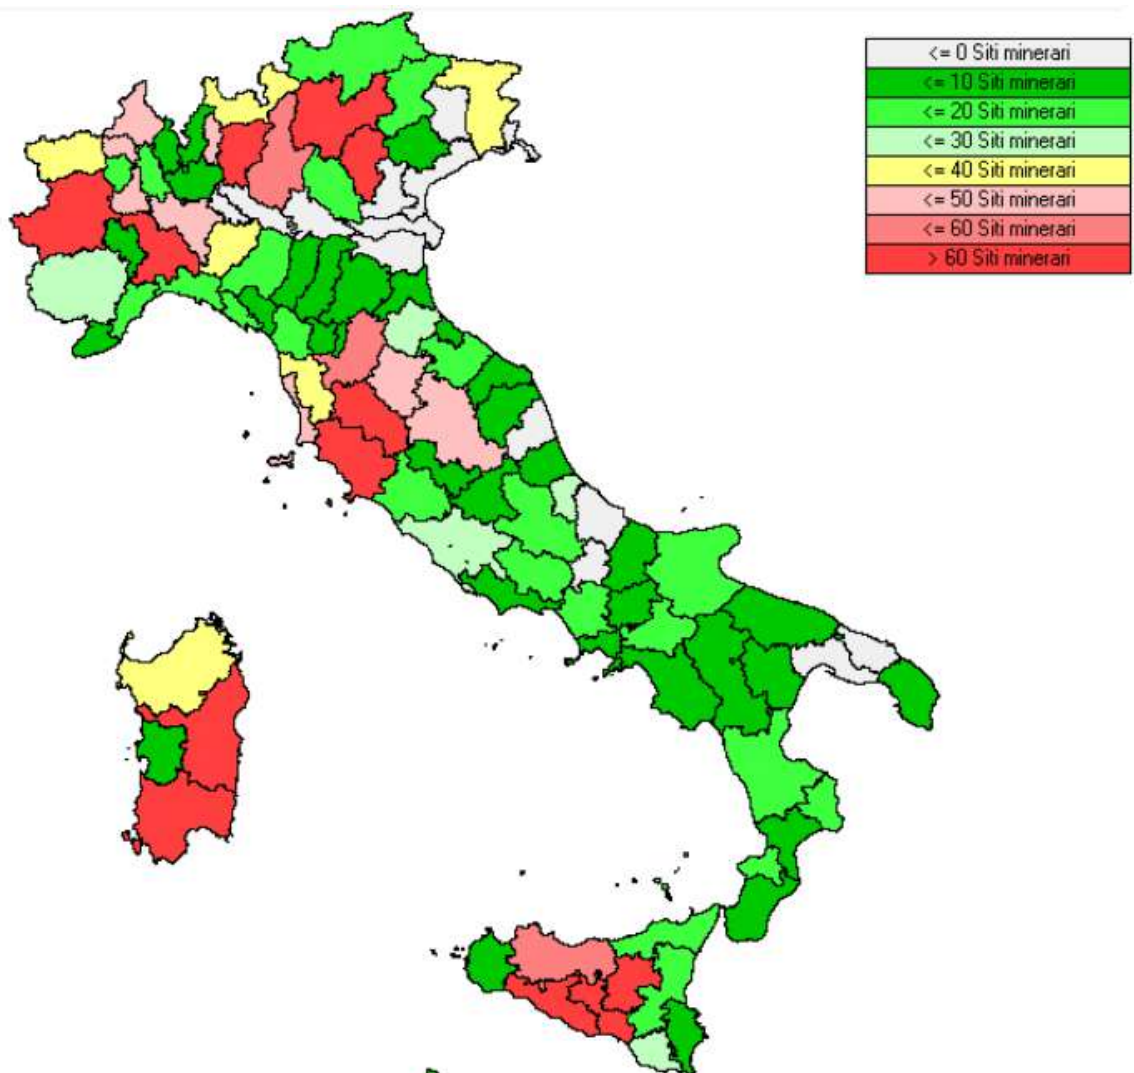 <= 0 Siti minerari
<= 10 Siti minerari
<= 20 Siti minerari
<= 30 Siti minerari
<= 40 Siti minerari
<= 50 Siti minerari
<= 60 Siti minerari
> 60 Siti minerari